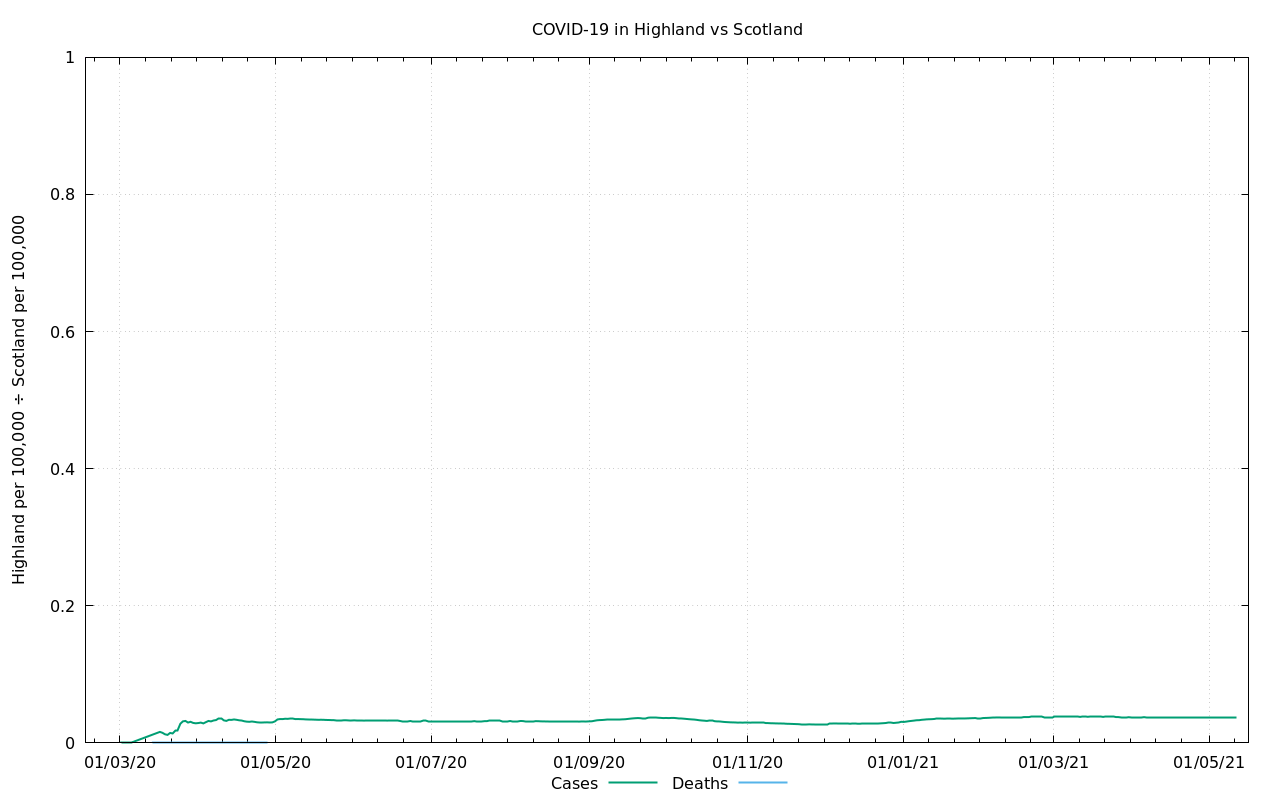 COVID-19 in Highland vs Scotland
Highland per 100,000 ÷ Scotland per 100,000
1
0.8
0.6
0.4
0.2
0
01/03/20 01/05/20 01/07/20 01/09/20 01/11/20 01/01/21 01/03/21 01/05/21
Cases Deaths